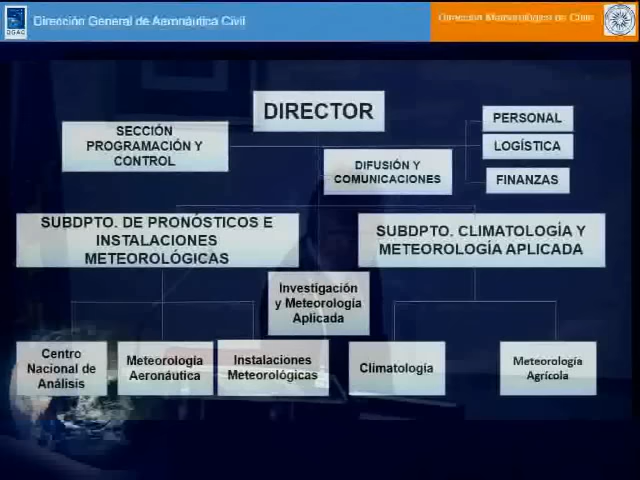 DGAC
Dirección General de Aeronáutica Civil
Dirección Meteorológica de Chile
DIRECTOR
SECCIÓN
PROGRAMACIÓN Y
CONTROL
PERSONAL
LOGÍSTICA
FINANZAS
DIFUSIÓN Y
COMUNICACIONES
SUBDPTO. DE PRONÓSTICOS E
INSTALACIONES
METEOROLÓGICAS
SUBDPTO. CLIMATOLOGÍA Y
METEOROLOGÍA APLICADA
Investigación
y Meteorología
Aplicada
Centro
Nacional de
Análisis
Meteorología
Aeronáutica
Instalaciones
Meteorológicas
Climatología
Meteorología
Agrícola